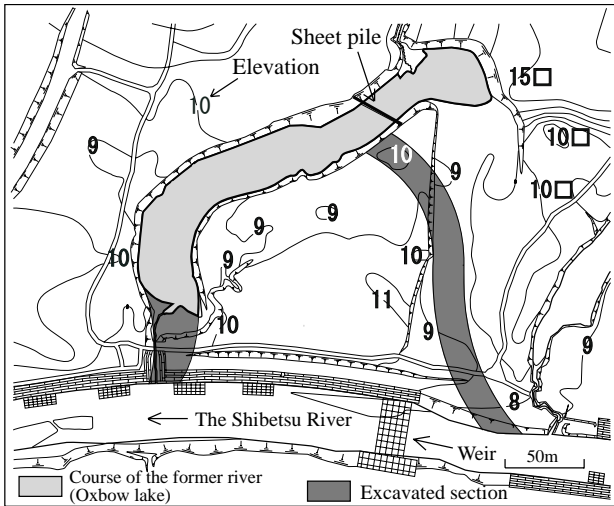 Sheet pile
Elevation
10
15
10
9
10
9
10
9
9
9
10
10
11
10
9
9
8
The Shibetsu River
Weir
50m
Course of the former river
(Oxbow lake)
Excavated section